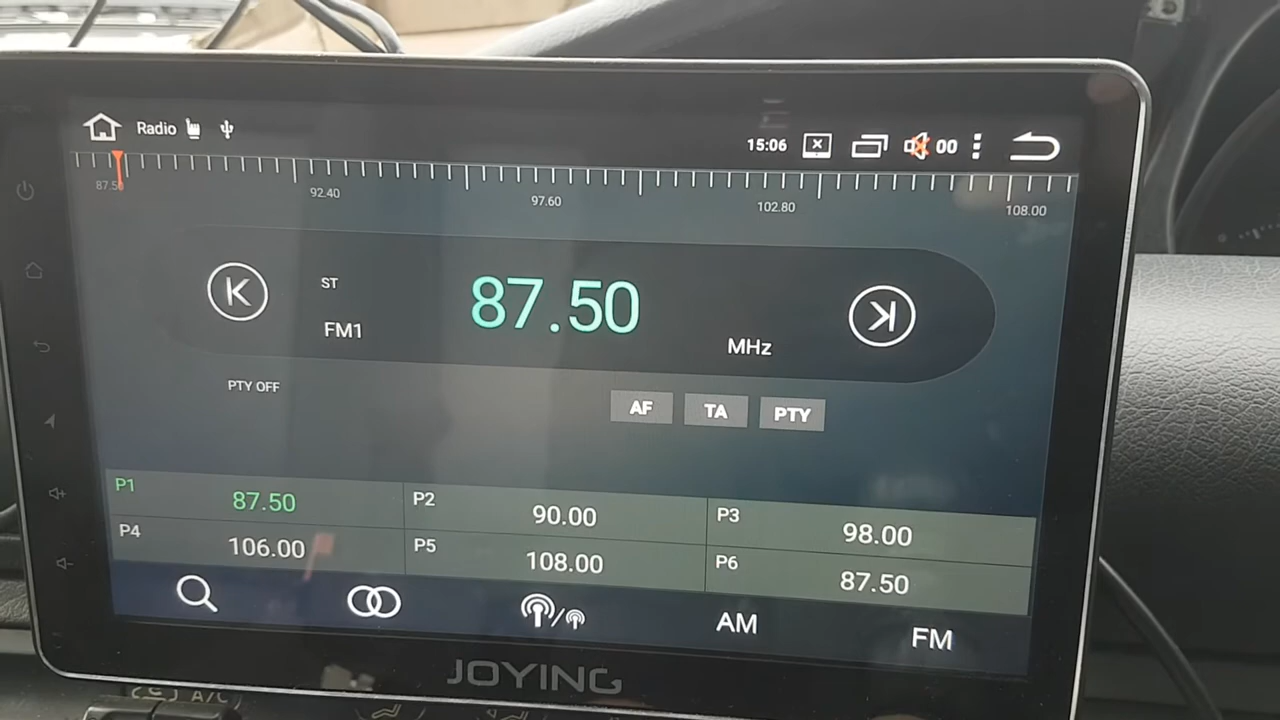 Radio
15:06 00
87.50 92.40 97.60 102.80 108.00
ST
87.50
FM1
MHz
PTY OFF
AF TA PTY
P1 87.50 P2 90.00 P3 98.00
P4 106.00 P5 108.00 P6 87.50
AM FM
JOYING
A/C